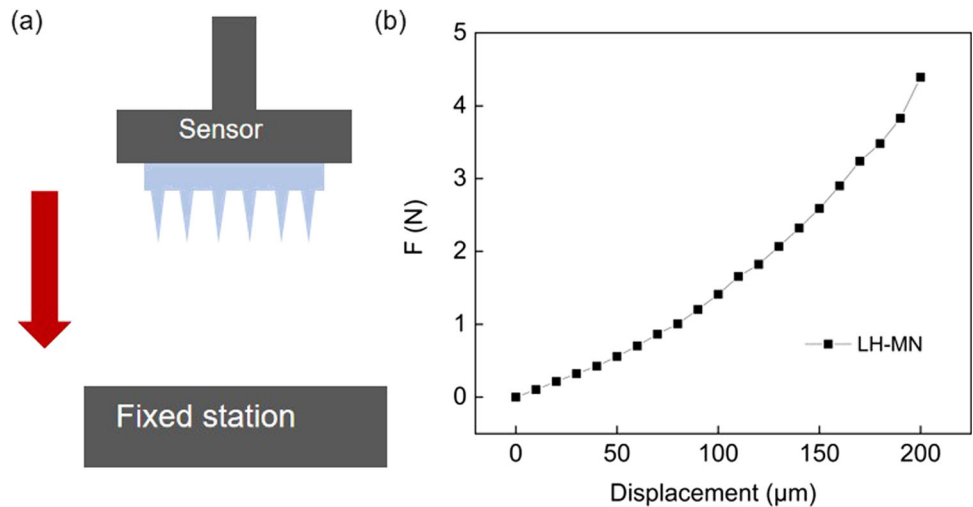 (a)
Sensor
Fixed station
(b)
5
4
3
2
1
0
F (N)
LH-MN
0 50 100 150 200
Displacement (μm)